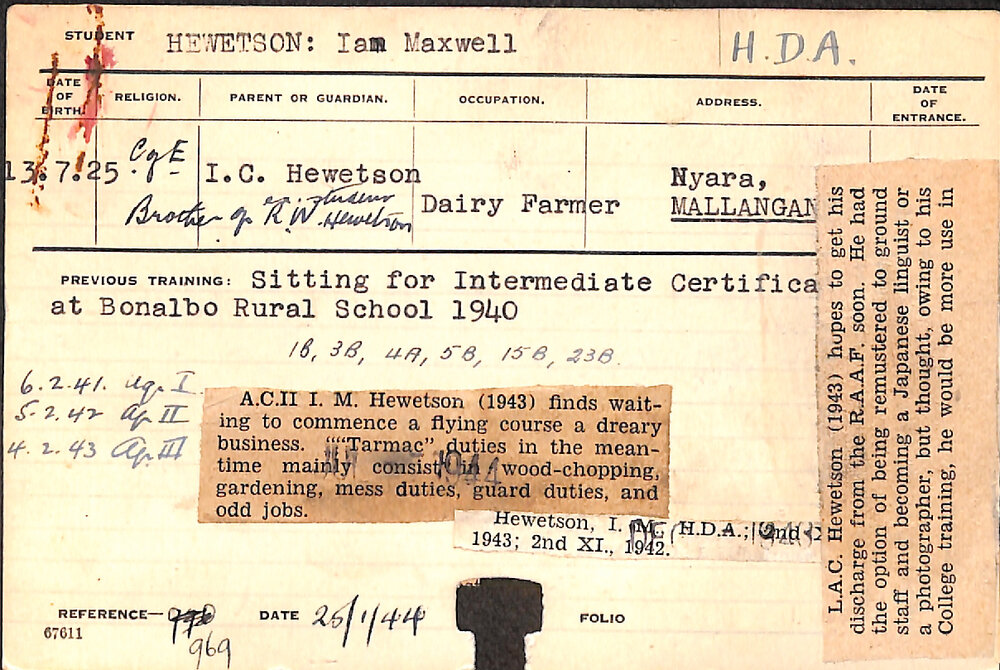 STUDENT HEWETSON: Ian Maxwell H.D.A.
DATE OF BIRTH. RELIGION. PARENT OR GUARDIAN. OCCUPATION. ADDRESS. DATE OF ENTRANCE.
13.7.25 C of E I.C. Hewetson Dairy Farmer Nyara,
MALLANGAN
Brother of R.W. Hewetson
PREVIOUS TRAINING: Sitting for Intermediate Certifica
at Bonalbo Rural School 1940
1B, 3B, 4A, 5B, 15B, 23B.
6.2.41. Ag. I
5.2.42 Ag II
4.2.43 Ag. III
A.C.II I. M. Hewetson (1943) finds wait-
ing to commence a flying course a dreary
business. ““Tarmac” duties in the mean-
time mainly consist in wood-chopping,
gardening, mess duties, guard duties, and
odd jobs.
1944
Hewetson, I. M., H.D.A.; 2nd
1943; 2nd XI., 1942.
L.A.C. Hewetson (1943) hopes to get his
discharge from the R.A.A.F. soon. He had
the option of being remustered to ground
staff and becoming a Japanese linguist or
a photographer, but thought, owing to his
College training, he would be more use in
REFERENCE— 969 DATE 25/1/44 FOLIO
67611